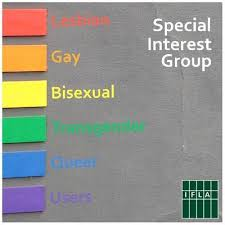 Lesbian
Gay
Bisexual
Transgender
Queer
Users
Special
Interest
Group
IFLA